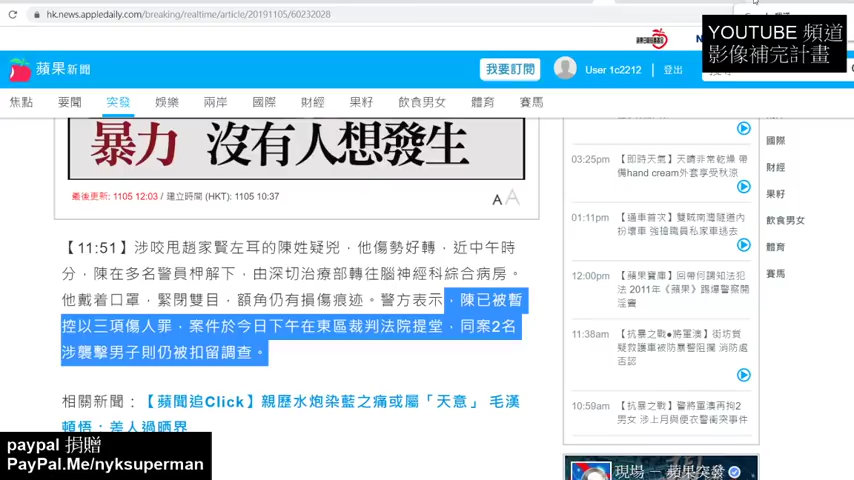 hk.news.appledaily.com/breaking/realtime/article/20191105/60232028
YOUTUBE 頻道
影像補完計畫
蘋果新聞
我要訂閱
User 1c2212
登出
焦點 要聞 突發 娛樂 兩岸 國際 財經 果籽 飲食男女 體育 賽馬
暴力 沒有人想發生
最後更新: 1105 12:03 / 建立時間 (HKT): 1105 10:37
A A
【11:51】涉咬甩趙家賢左耳的陳姓疑兇，他傷勢好轉，近中午時
分，陳在多名警員柙解下，由深切治療部轉往腦神經科綜合病房。
他戴着口罩，緊閉雙目，額角仍有損傷痕迹。警方表示，陳已被暫
控以三項傷人罪，案件於今日下午在東區裁判法院提堂，同案2名
涉襲擊男子則仍被扣留調查。
相關新聞：【蘋聞追Click】親歷水炮染藍之痛或屬「天意」 毛漢
頓悟：差人過晒界
paypal 捐贈
PayPal.Me/nyksuperman
03:25pm 【即時天氣】天晴非常乾燥 帶
備hand cream外套享受秋涼
01:11pm 【通車首次】雙賊南灣隧道內
扮壞車 強搶職員私家車逃去
12:00pm 【蘋果寶庫】回帶何謂知法犯
法 2011年《蘋果》踢爆警察開
淫竇
11:38am 【抗暴之戰●將軍澳】街坊質
疑救護車被防暴警阻攔 消防處
否認
10:59am 【抗暴之戰】警將軍澳再拘2
男女 涉上月與便衣警衝突事件
現場 － 蘋果突發
國際
財經
果籽
飲食男女
體育
賽馬